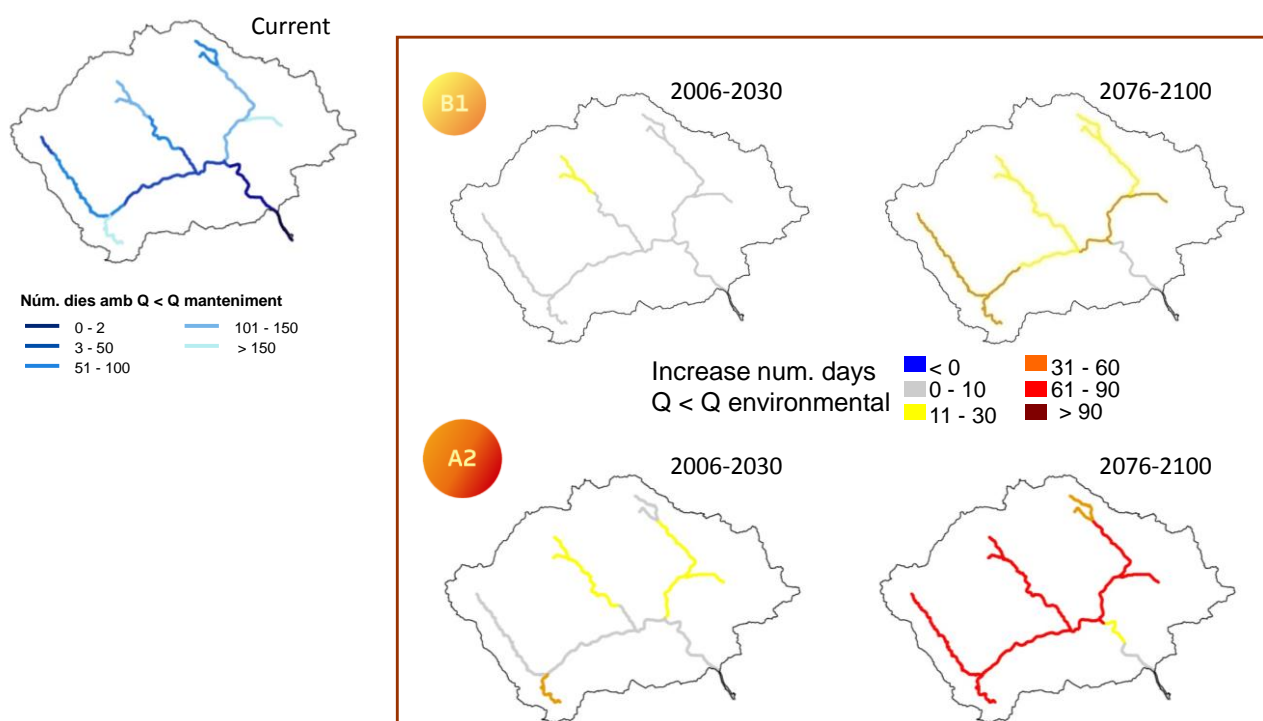 Current
Núm. dies amb Q < Q manteniment
0 - 2
101 - 150
3 - 50
> 150
51 - 100
B1
2006-2030
2076-2100
Increase num. days
Q < Q environmental
< 0
31 - 60
0 - 10
61 - 90
11 - 30
> 90
A2
2006-2030
2076-2100